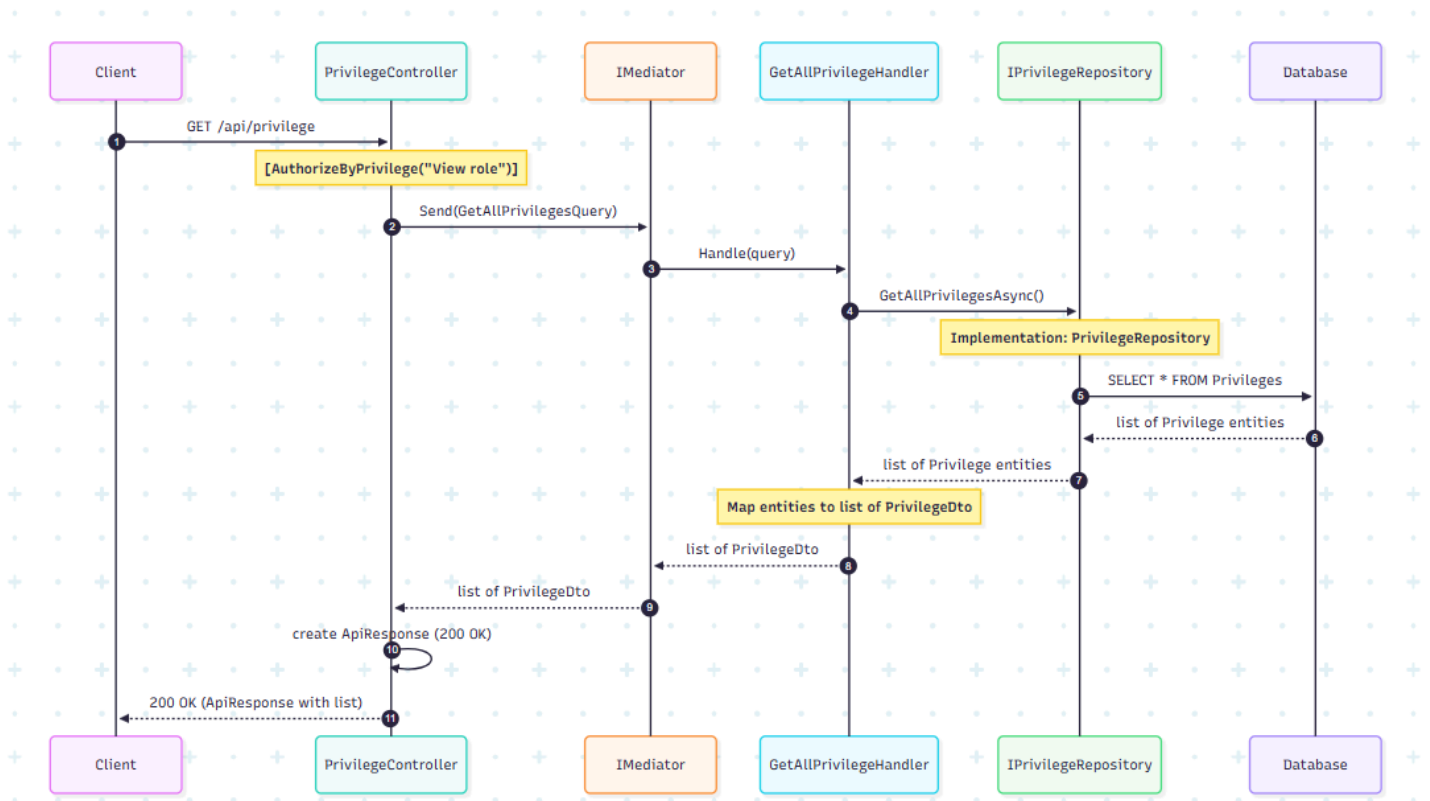 Client
PrivilegeController
IMediator
GetAllPrivilegeHandler
IPrivilegeRepository
Database
GET /api/privilege
1
[AuthorizeByPrivilege("View role")]
Send(GetAllPrivilegesQuery)
2
Handle(query)
3
GetAllPrivilegesAsync()
4
Implementation: PrivilegeRepository
SELECT * FROM Privileges
5
list of Privilege entities
6
list of Privilege entities
7
Map entities to list of PrivilegeDto
list of PrivilegeDto
8
list of PrivilegeDto
9
create ApiResponse (200 OK)
10
200 OK (ApiResponse with list)
11
Client
PrivilegeController
IMediator
GetAllPrivilegeHandler
IPrivilegeRepository
Database